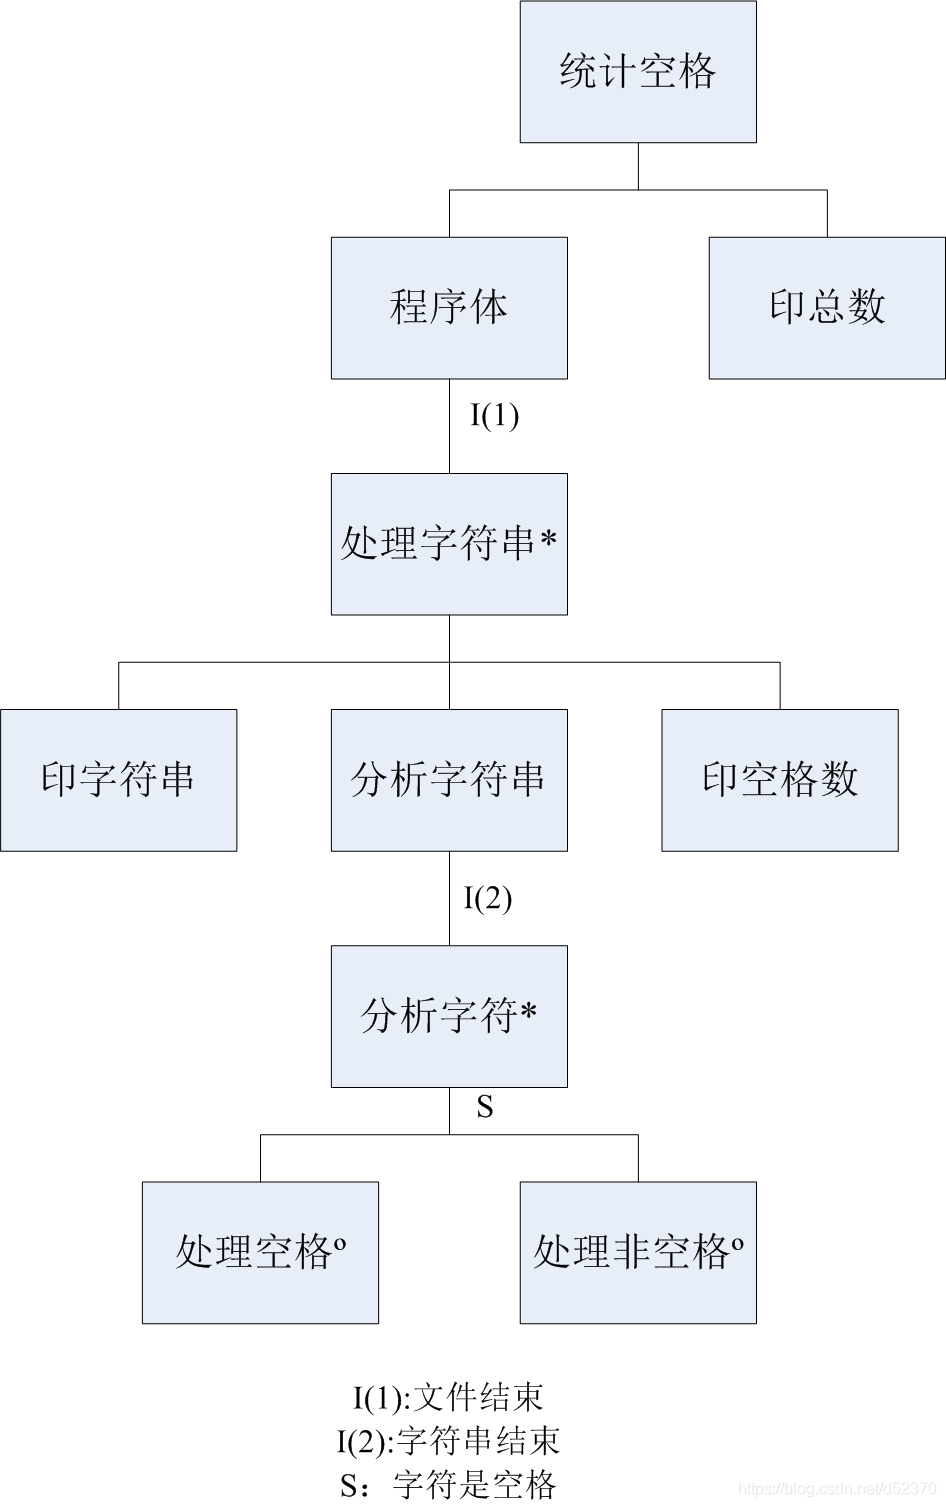 统计空格
程序体
印总数
I(1)
处理字符串*
印字符串
分析字符串
印空格数
I(2)
分析字符*
S
处理空格º
处理非空格º
I(1):文件结束
I(2):字符串结束
S：字符是空格
https://blog.csdn.net/d52370